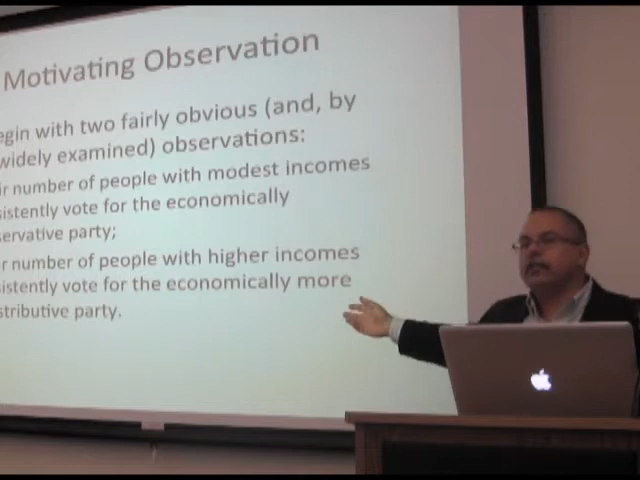 Motivating Observation
egin with two fairly obvious (and, by
widely examined) observations:
ir number of people with modest incomes
sistently vote for the economically
servative party;
r number of people with higher incomes
sistently vote for the economically more
stributive party.